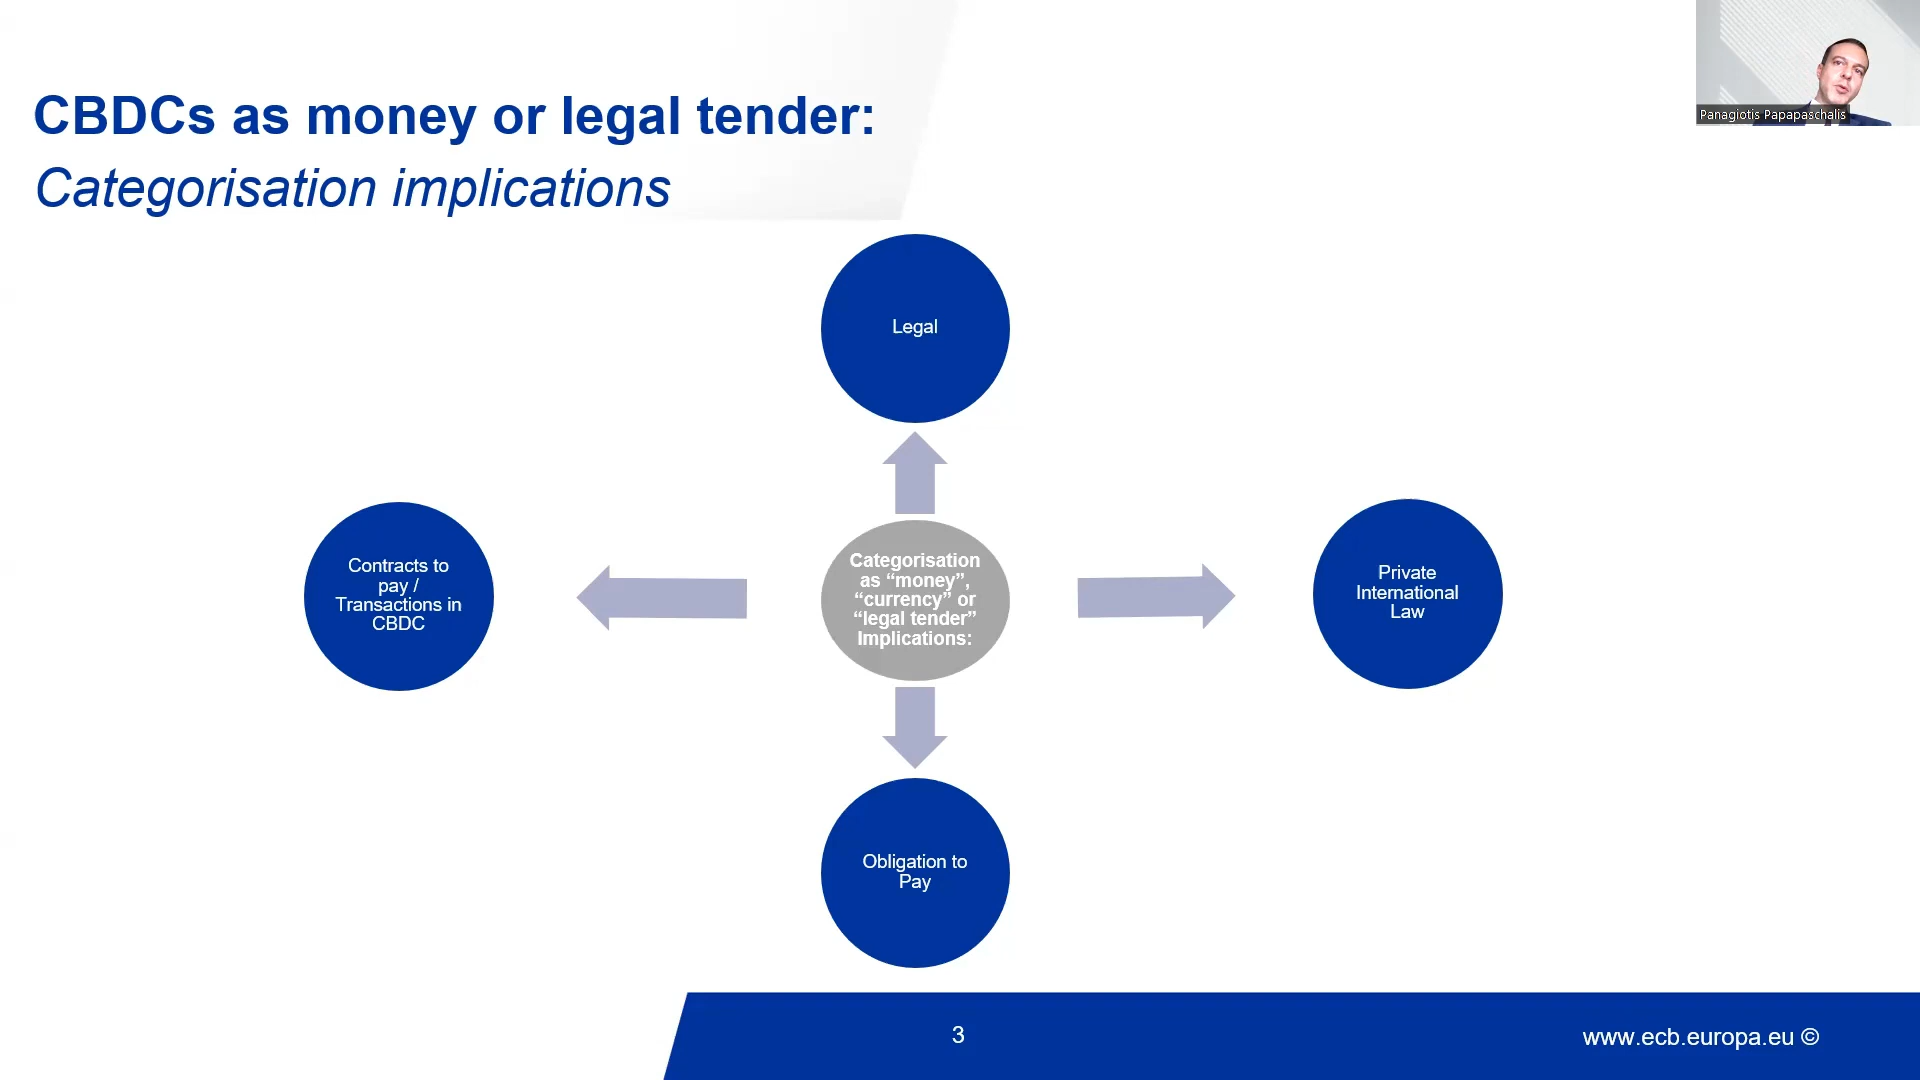 CBDCs as money or legal tender:
Categorisation implications
Panagiotis Papapaschalis
Legal
Contracts to
pay /
Transactions in
CBDC
Categorisation
as “money”,
“currency” or
“legal tender”
Implications:
Private
International
Law
Obligation to
Pay
3
www.ecb.europa.eu ©